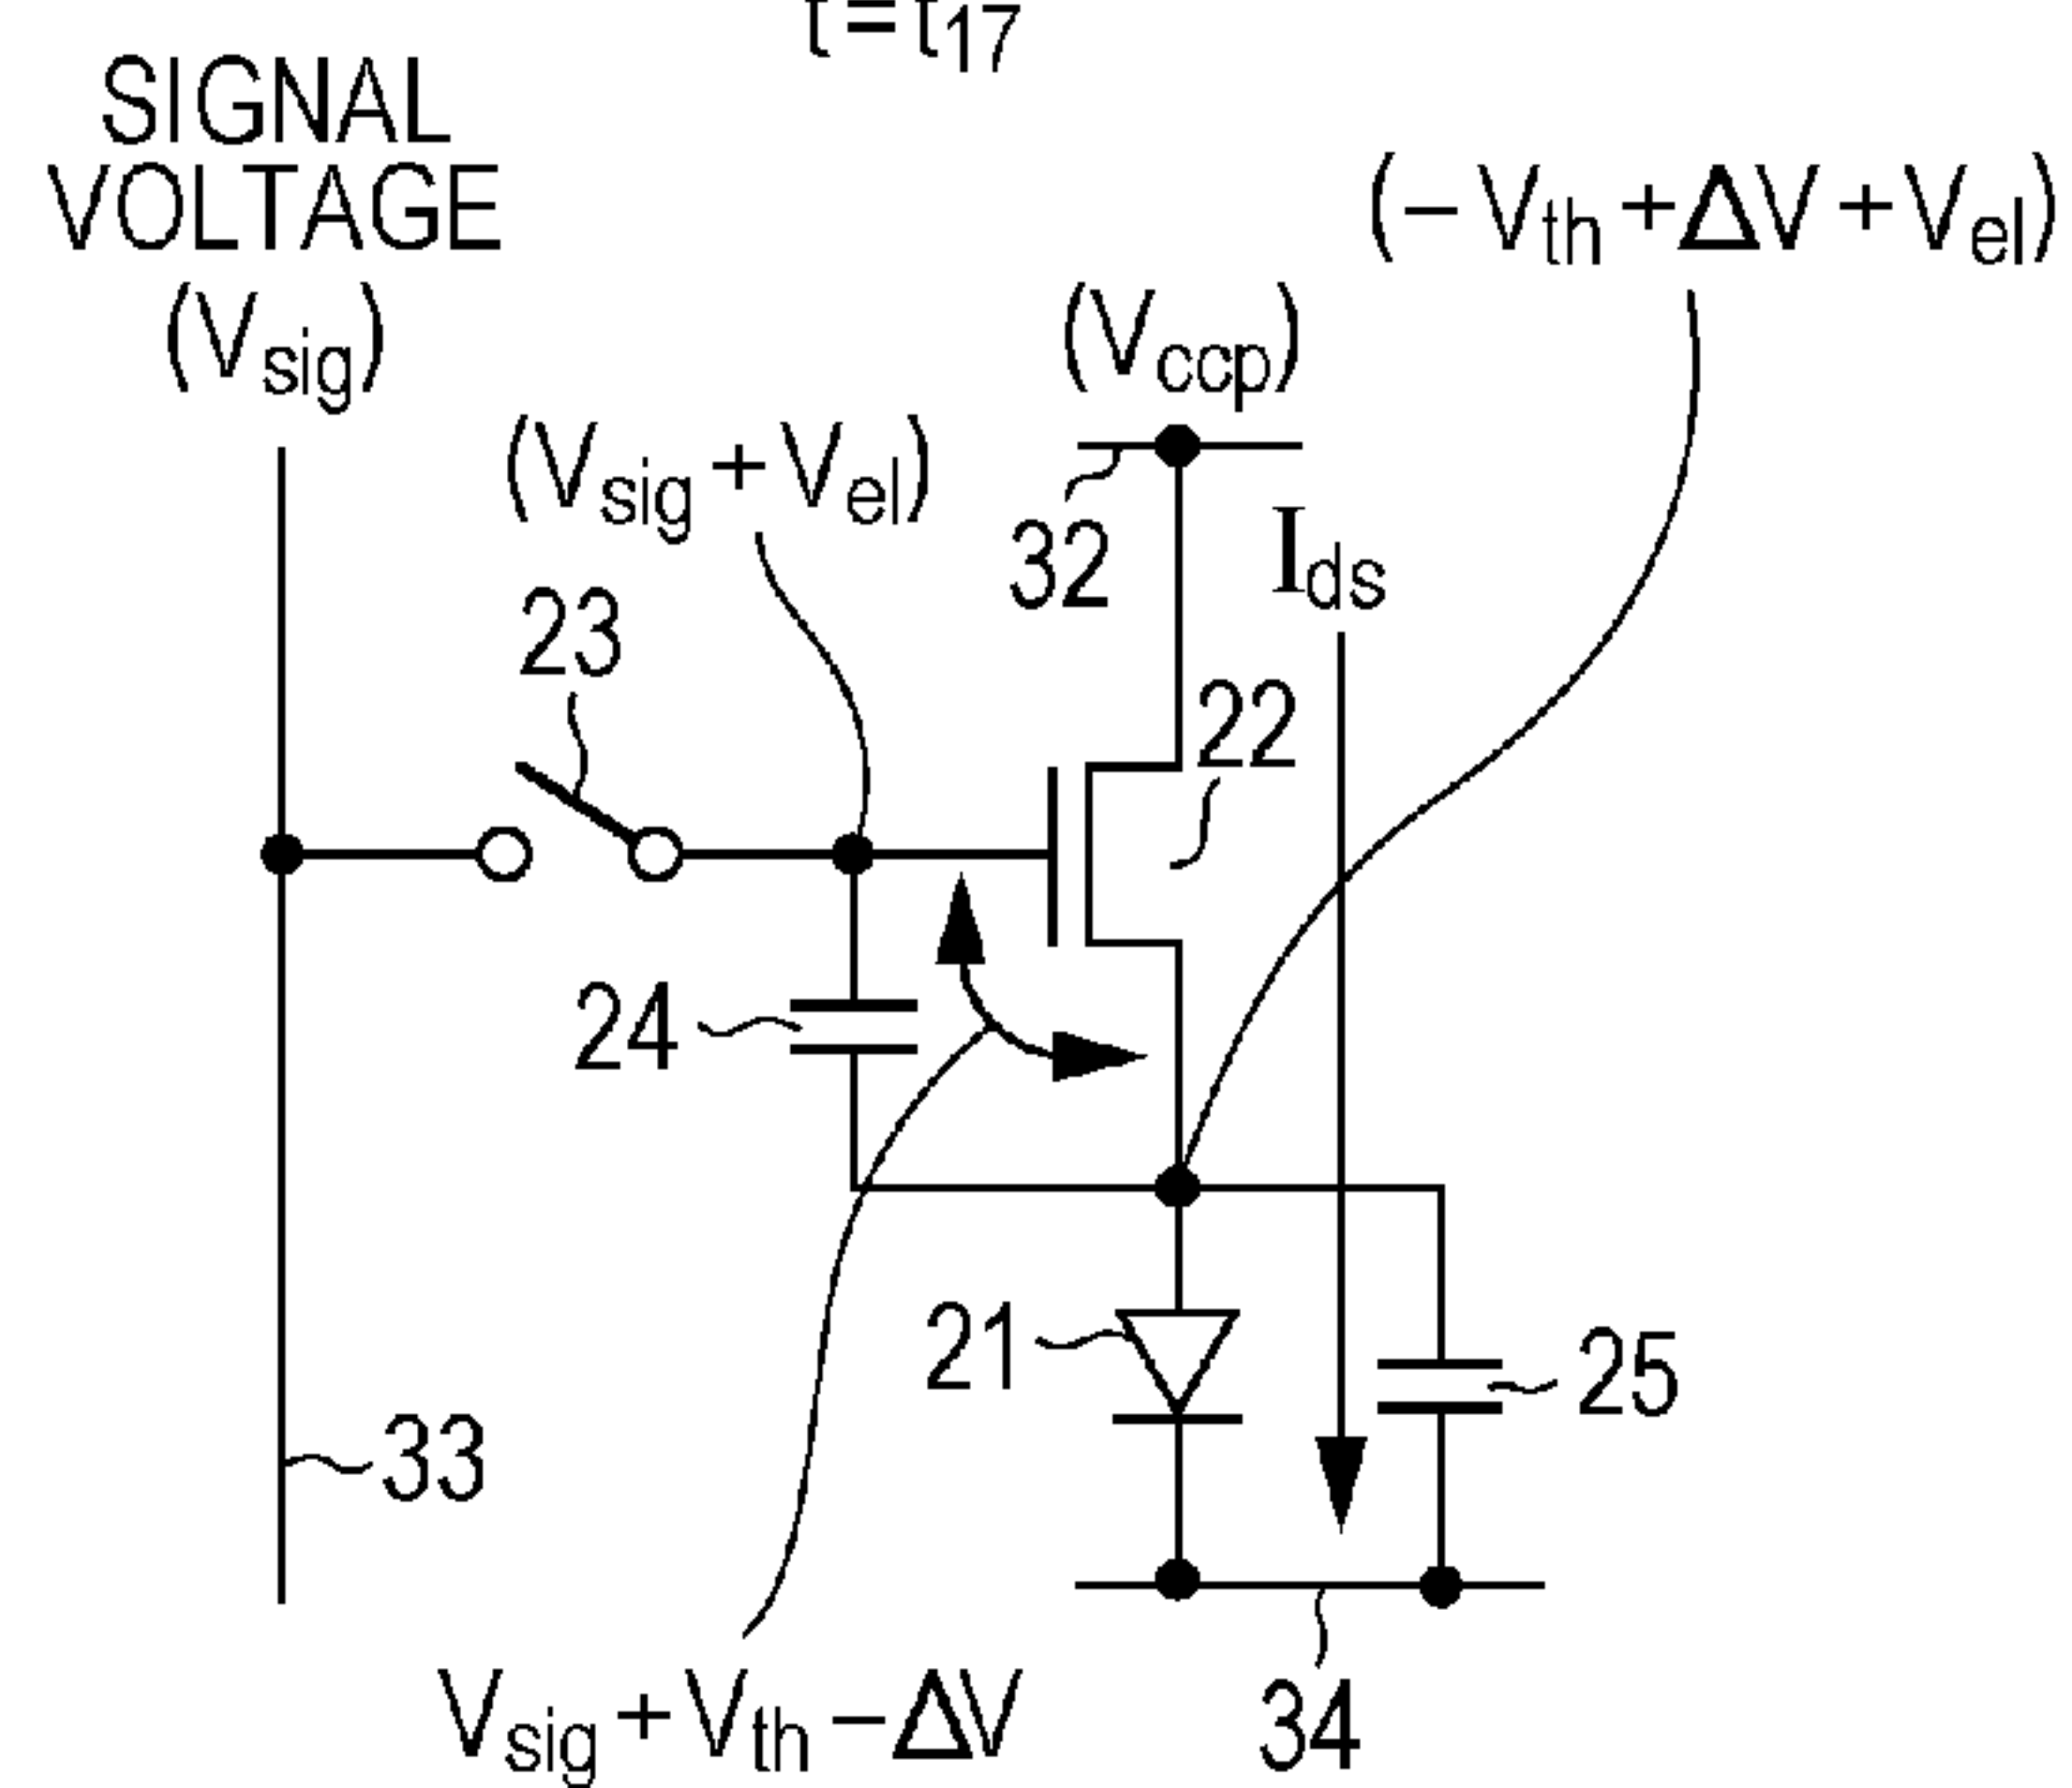 t=t17
SIGNAL
VOLTAGE
(Vsig)
(−Vth+ΔV+Vel)
(Vccp)
(Vsig+Vel)
32
Ids
23
22
24
21
25
33
Vsig+Vth−ΔV
34